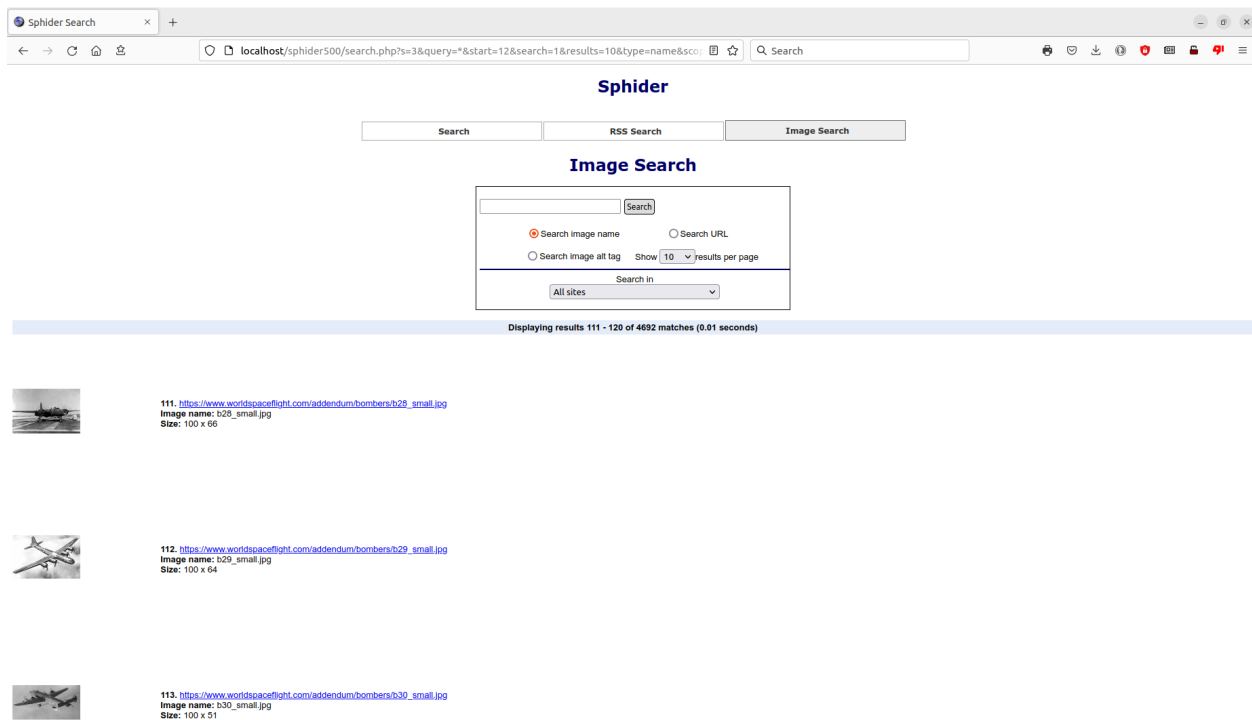 Sphider Search
localhost/sphider500/search.php?s=3&query=*&start=12&search=1&results=10&type=name&scop
Search
Sphider
Search RSS Search Image Search
Image Search
Search
Search image name Search URL
Search image alt tag Show 10 results per page
Search in
All sites
Displaying results 111 - 120 of 4692 matches (0.01 seconds)
111. https://www.worldspaceflight.com/addendum/bombers/b28_small.jpg
Image name: b28_small.jpg
Size: 100 x 66
112. https://www.worldspaceflight.com/addendum/bombers/b29_small.jpg
Image name: b29_small.jpg
Size: 100 x 64
113. https://www.worldspaceflight.com/addendum/bombers/b30_small.jpg
Image name: b30_small.jpg
Size: 100 x 51